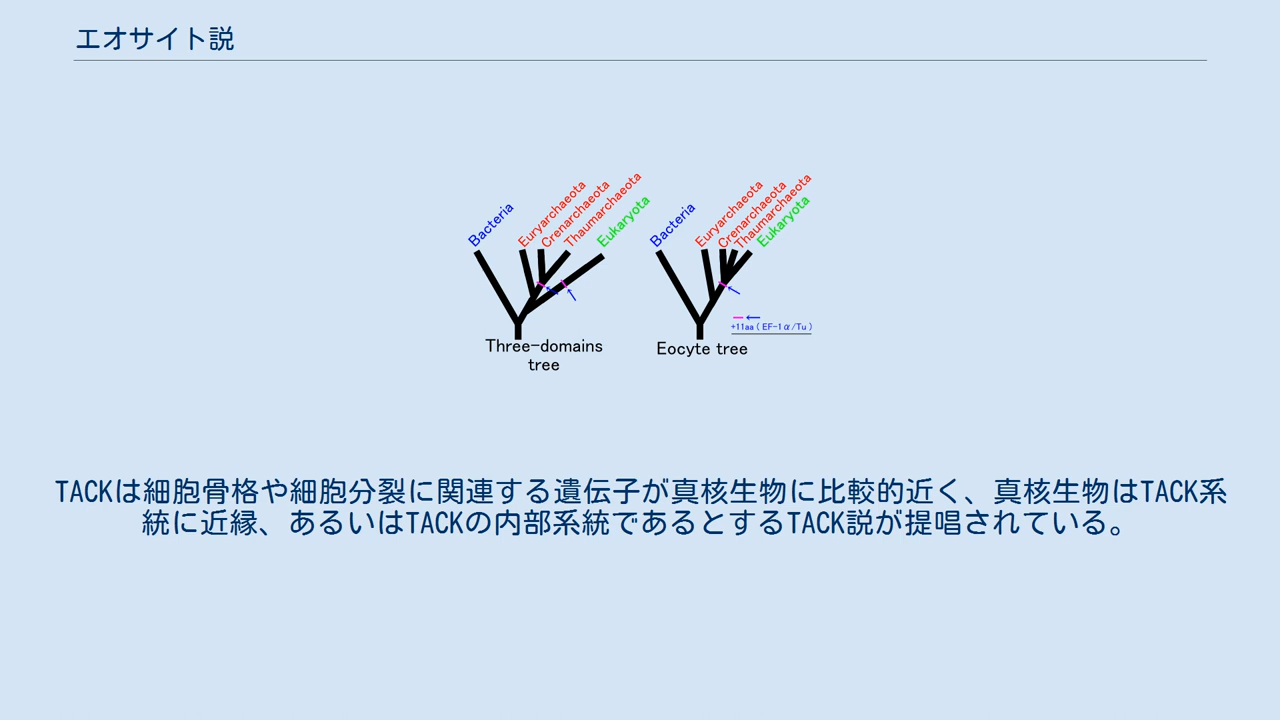 エオサイト説
Bacteria
Euryarchaeota
Crenarchaeota
Thaumarchaeota
Eukaryota
Three-domains
tree
Bacteria
Euryarchaeota
Crenarchaeota
Thaumarchaeota
Eukaryota
+11aa ( EF-1α/Tu )
Eocyte tree
TACKは細胞骨格や細胞分裂に関連する遺伝子が真核生物に比較的近く、真核生物はTACK系
統に近縁、あるいはTACKの内部系統であるとするTACK説が提唱されている。